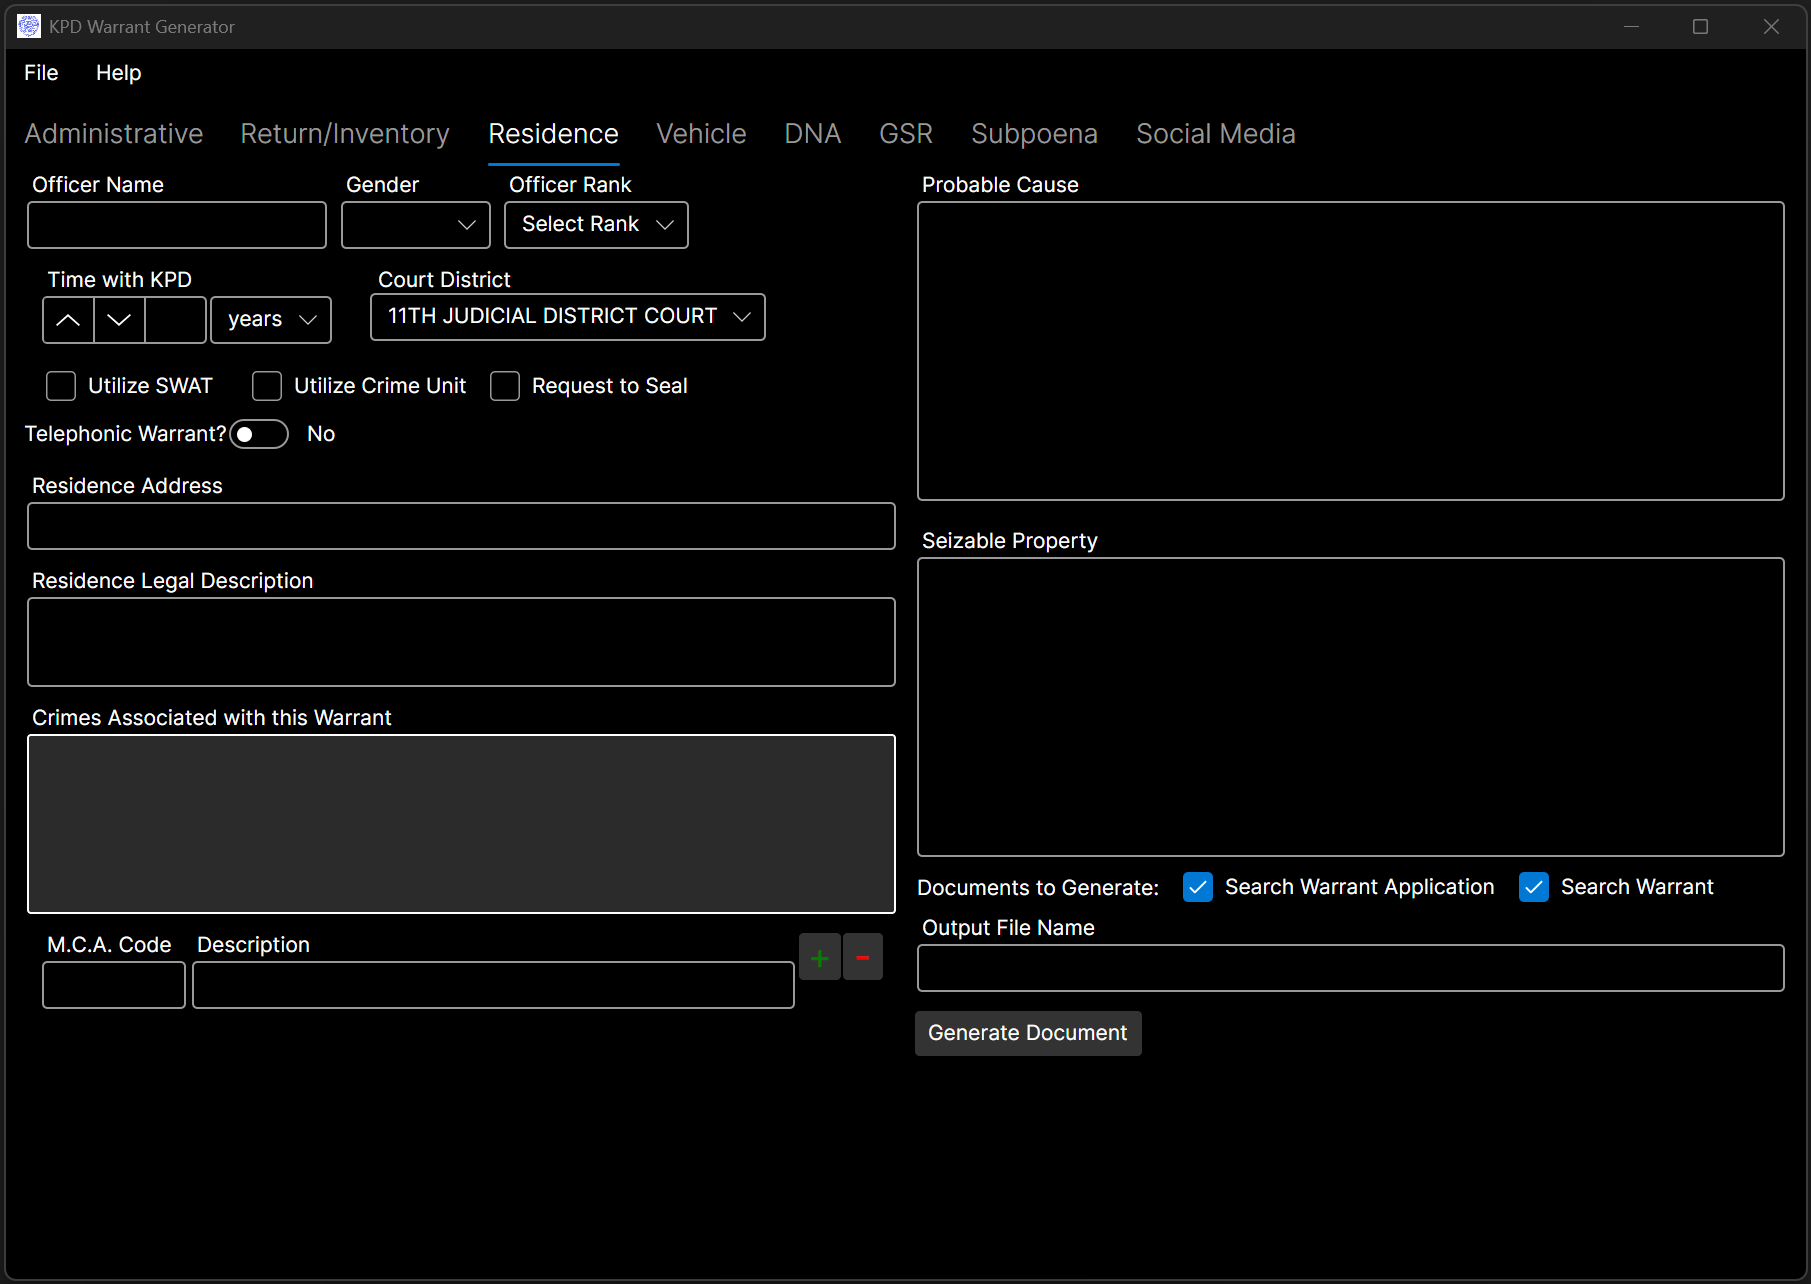 KPD Warrant Generator
File Help
Administrative Return/Inventory Residence Vehicle DNA GSR Subpoena Social Media
Officer Name Gender Officer Rank
Select Rank
Time with KPD Court District
years 11TH JUDICIAL DISTRICT COURT
Utilize SWAT Utilize Crime Unit Request to Seal
Telephonic Warrant? No
Residence Address
Residence Legal Description
Crimes Associated with this Warrant
M.C.A. Code Description
+ -
Probable Cause
Seizable Property
Documents to Generate: Search Warrant Application Search Warrant
Output File Name
Generate Document